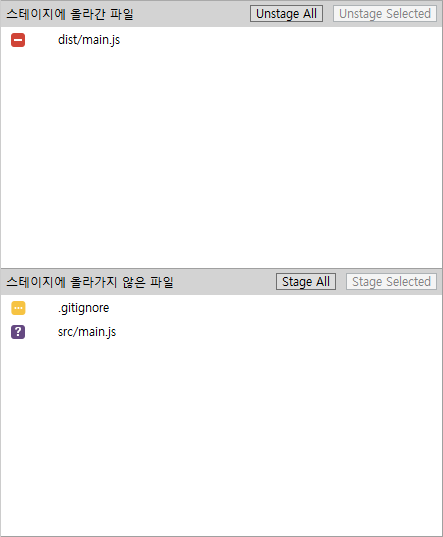 스테이지에 올라간 파일 Unstage All Unstage Selected
dist/main.js
스테이지에 올라가지 않은 파일 Stage All Stage Selected
.gitignore
? src/main.js